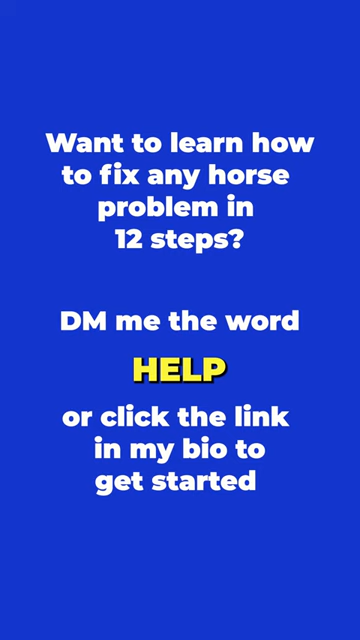 Want to learn how
to fix any horse
problem in
12 steps?
DM me the word
HELP
or click the link
in my bio to
get started